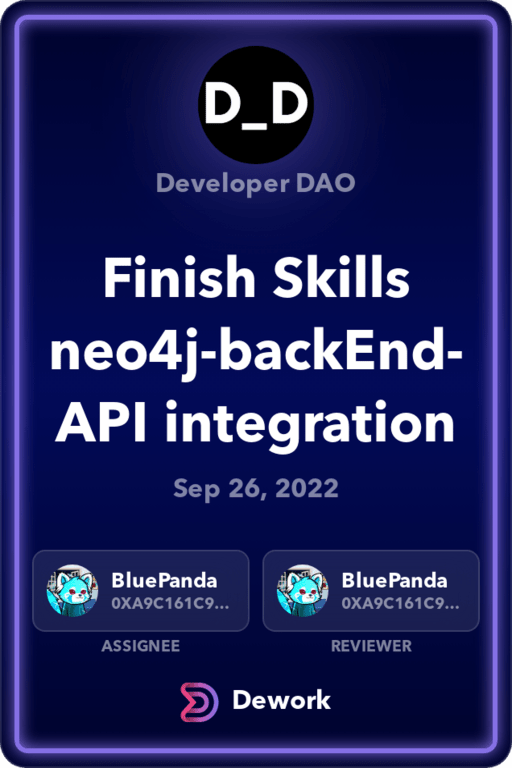 D_D
Developer DAO
Finish Skills
neo4j-backEnd-
API integration
Sep 26, 2022
BluePanda
0XA9C161C9...
ASSIGNEE
BluePanda
0XA9C161C9...
REVIEWER
Dework